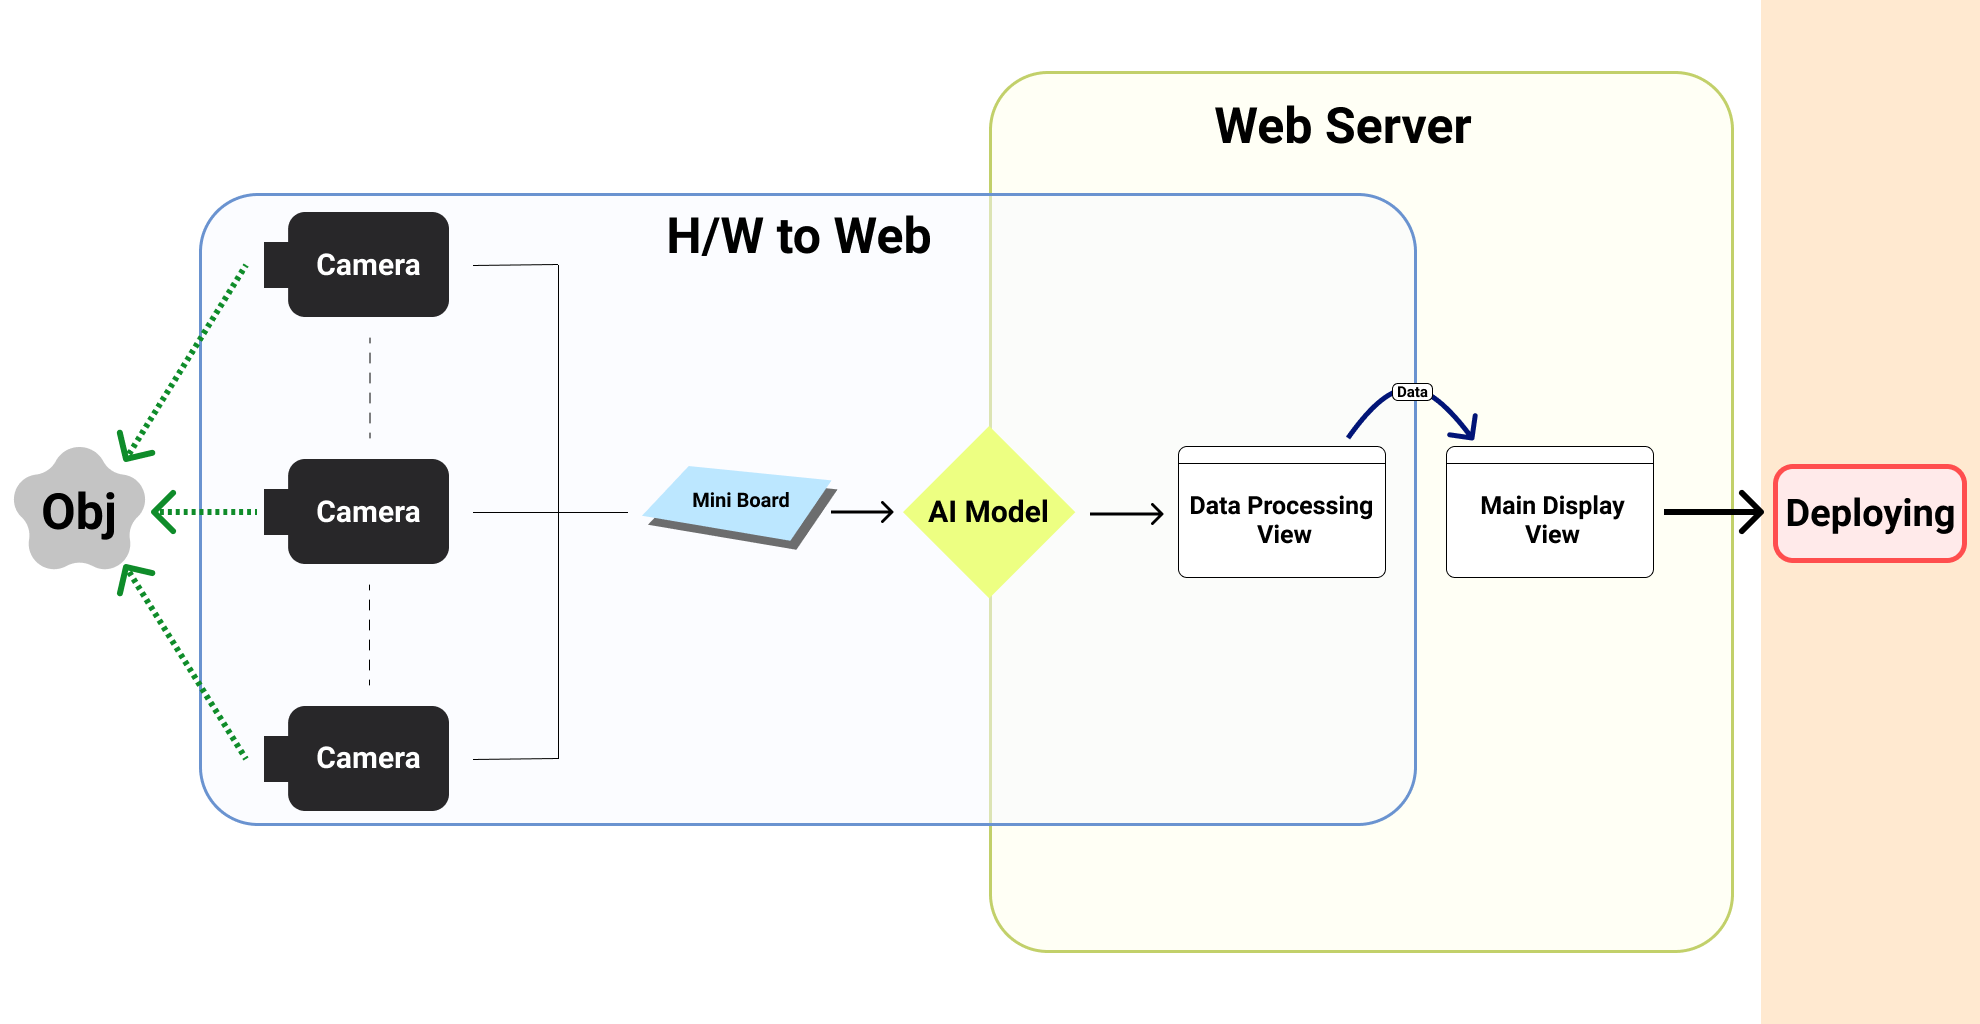 Web Server
H/W to Web
Camera
Camera
Camera
Obj
Mini Board
AI Model
Data Processing
View
Data
Main Display
View
Deploying